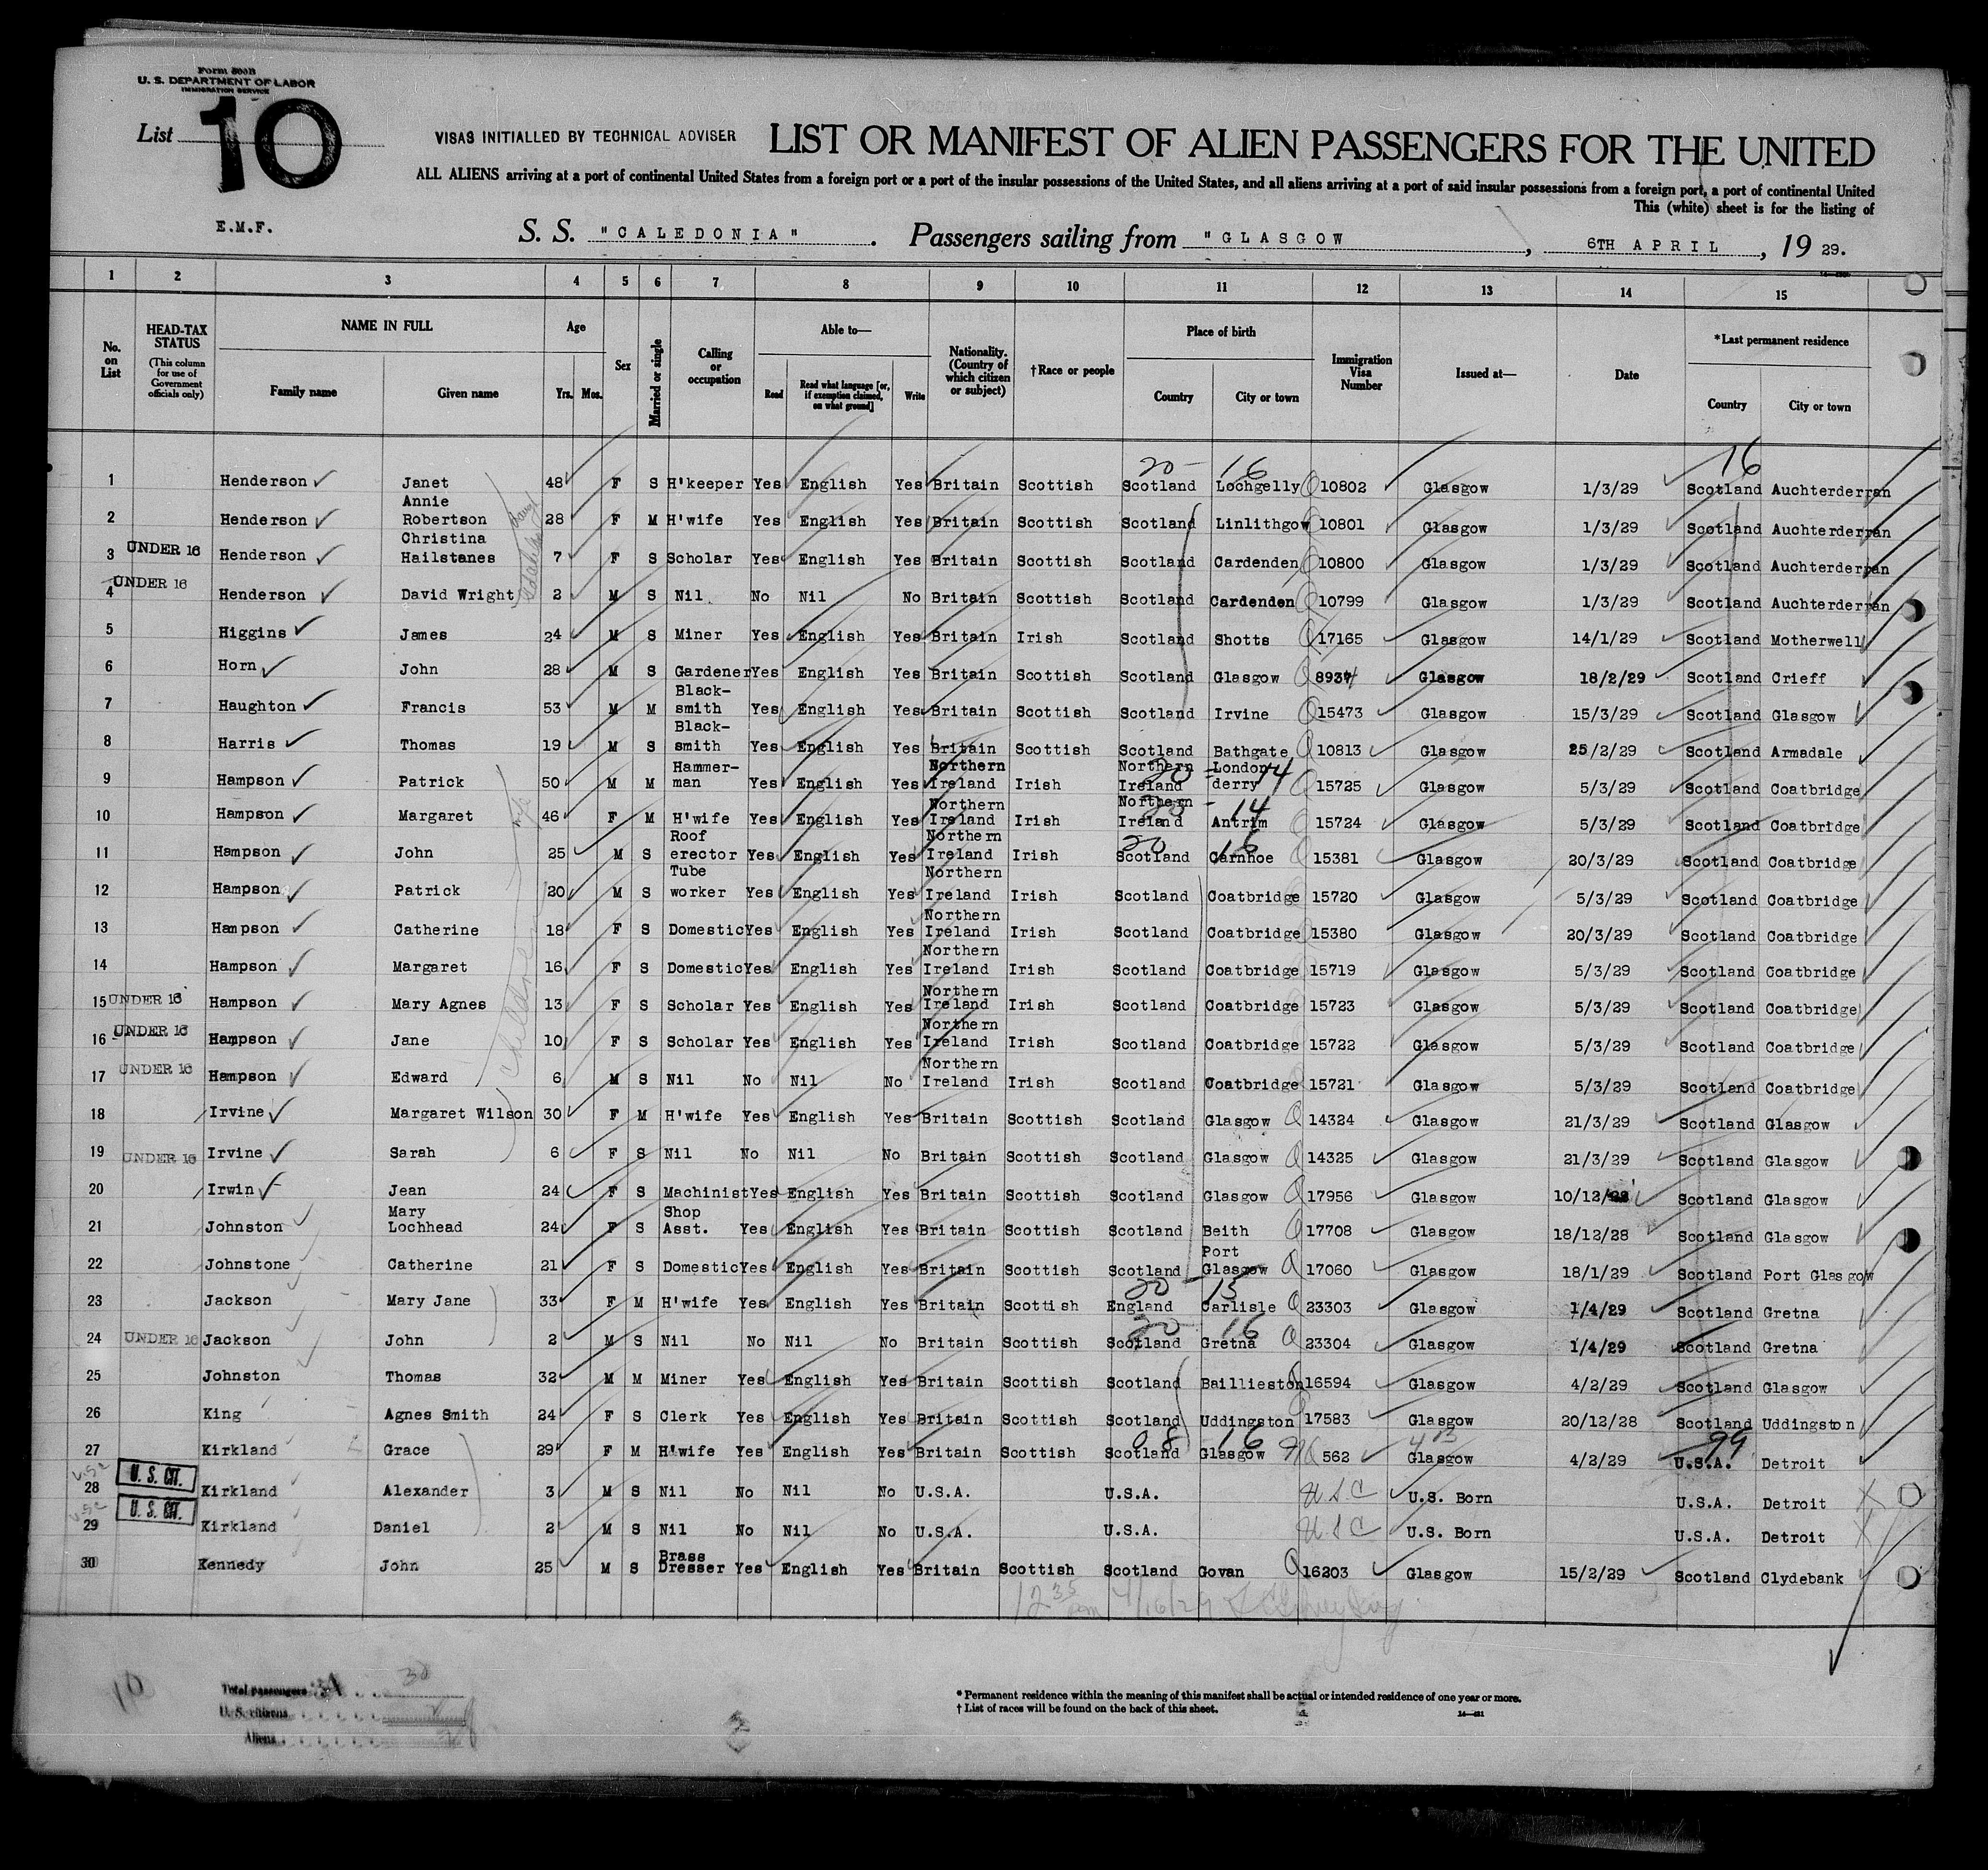 Form 500B
U. S. DEPARTMENT OF LABOR
IMMIGRATION SERVICE
List 10
VISAS INITIALLED BY TECHNICAL ADVISER LIST OR MANIFEST OF ALIEN PASSENGERS FOR THE UNITED
ALL ALIENS arriving at a port of continental United States from a foreign port or a port of the insular possessions of the United States, and all aliens arriving at a port of said insular possessions from a foreign port, a port of continental United
This (white) sheet is for the listing of
E.M.F.
S. S. "CALEDONIA". Passengers sailing from "GLASGOW, 6TH APRIL, 19 29.
1 2 3 4 5 6 7 8 9 10 11 12 13 14 15
No. on List
HEAD-TAX STATUS (This column for use of Government officials only)
NAME IN FULL Family name Given name
Age Yrs. Mos.
Sex
Married or single
Calling or occupation
Able to— Read Read what language [or, if exemption claimed, on what ground] Write
Nationality. (Country of which citizen or subject)
†Race or people
Place of birth Country City or town
Immigration Visa Number
Issued at—
Date
*Last permanent residence Country City or town
20 - 16 16
1 Henderson Janet 48 F S H'keeper Yes English Yes Britain Scottish Scotland Lochgelly 10802 Glasgow 1/3/29 Scotland Auchterderran
2 Henderson Annie Robertson 28 F M H'wife Yes English Yes Britain Scottish Scotland Linlithgow 10801 Glasgow 1/3/29 Scotland Auchterderran
3 UNDER 16 Henderson Christina Hailstanes 7 F S Scholar Yes English Yes Britain Scottish Scotland Cardenden 10800 Glasgow 1/3/29 Scotland Auchterderran
4 UNDER 16 Henderson David Wright 2 M S Nil No Nil No Britain Scottish Scotland Cardenden 10799 Glasgow 1/3/29 Scotland Auchterderran
5 Higgins James 24 M S Miner Yes English Yes Britain Irish Scotland Shotts 17165 Glasgow 14/1/29 Scotland Motherwell
6 Horn John 28 M S Gardener Yes English Yes Britain Scottish Scotland Glasgow 8934 Glasgow 18/2/29 Scotland Crieff
7 Haughton Francis 53 M M Black-smith Yes English Yes Britain Scottish Scotland Irvine 15473 Glasgow 15/3/29 Scotland Glasgow
8 Harris Thomas 19 M S Black-smith Yes English Yes Britain Scottish Scotland Bathgate 10813 Glasgow 25/2/29 Scotland Armadale
9 Hampson Patrick 50 M M Hammer-man Yes English Yes Northern Ireland Irish Northern Ireland 20 - London derry 14 15725 Glasgow 5/3/29 Scotland Coatbridge
10 Hampson Margaret 46 F M H'wife Yes English Yes Northern Ireland Irish Northern Ireland 20 - 14 Antrim 15724 Glasgow 5/3/29 Scotland Coatbridge
11 Hampson John 25 M S Roof erector Yes English Yes Northern Ireland Irish 20 Scotland 16 Carnhoe 15381 Glasgow 20/3/29 Scotland Coatbridge
12 Hampson Patrick 20 M S Tube worker Yes English Yes Northern Ireland Irish Scotland Coatbridge 15720 Glasgow 5/3/29 Scotland Coatbridge
13 Hampson Catherine 18 F S Domestic Yes English Yes Northern Ireland Irish Scotland Coatbridge 15380 Glasgow 20/3/29 Scotland Coatbridge
14 Hampson Margaret 16 F S Domestic Yes English Yes Northern Ireland Irish Scotland Coatbridge 15719 Glasgow 5/3/29 Scotland Coatbridge
15 UNDER 16 Hampson Mary Agnes 13 F S Scholar Yes English Yes Northern Ireland Irish Scotland Coatbridge 15723 Glasgow 5/3/29 Scotland Coatbridge
16 UNDER 16 Hampson Jane 10 F S Scholar Yes English Yes Northern Ireland Irish Scotland Coatbridge 15722 Glasgow 5/3/29 Scotland Coatbridge
17 UNDER 16 Hampson Edward 6 M S Nil No Nil No Northern Ireland Irish Scotland Coatbridge 15721 Glasgow 5/3/29 Scotland Coatbridge
wife
Children
18 Irvine Margaret Wilson 30 F M H'wife Yes English Yes Britain Scottish Scotland Glasgow 14324 Glasgow 21/3/29 Scotland Glasgow
19 UNDER 16 Irvine Sarah 6 F S Nil No Nil No Britain Scottish Scotland Glasgow 14325 Glasgow 21/3/29 Scotland Glasgow
20 Irwin Jean 24 F S Machinist Yes English Yes Britain Scottish Scotland Glasgow 17956 Glasgow 10/12/28 Scotland Glasgow
21 Johnston Mary Lochhead 24 F S Shop Asst. Yes English Yes Britain Scottish Scotland Beith 17708 Glasgow 18/12/28 Scotland Glasgow
22 Johnstone Catherine 21 F S Domestic Yes English Yes Britain Scottish Scotland Port Glasgow 17060 Glasgow 18/1/29 Scotland Port Glasgow
23 Jackson Mary Jane 33 F M H'wife Yes English Yes Britain Scottish 20 England 15 Carlisle 23303 Glasgow 1/4/29 Scotland Gretna
24 UNDER 16 Jackson John 2 M S Nil No Nil No Britain Scottish 20 Scotland 16 Gretna 23304 Glasgow 1/4/29 Scotland Gretna
25 Johnston Thomas 32 M M Miner Yes English Yes Britain Scottish Scotland Baillieston 16594 Glasgow 4/2/29 Scotland Glasgow
26 King Agnes Smith 24 F S Clerk Yes English Yes Britain Scottish Scotland Uddingston 17583 Glasgow 20/12/28 Scotland Uddingston
27 Kirkland Grace 29 F M H'wife Yes English Yes Britain Scottish 08 Scotland 16 Glasgow NQ 562 Glasgow 4/2/29 99 U.S.A. Detroit
28 U. S. CIT. Kirkland Alexander 3 M S Nil No Nil No U.S.A. U.S.A. U S C U.S. Born U.S.A. Detroit
29 U. S. CIT. Kirkland Daniel 2 M S Nil No Nil No U.S.A. U.S.A. U S C U.S. Born U.S.A. Detroit
30 Kennedy John 25 M S Brass Dresser Yes English Yes Britain Scottish Scotland Govan 16203 Glasgow 15/2/29 Scotland Clydebank
10
Total passengers 30
U. S. citizens 2
Aliens 28
* Permanent residence within the meaning of this manifest shall be actual or intended residence of one year or more.
† List of races will be found on the back of this sheet.